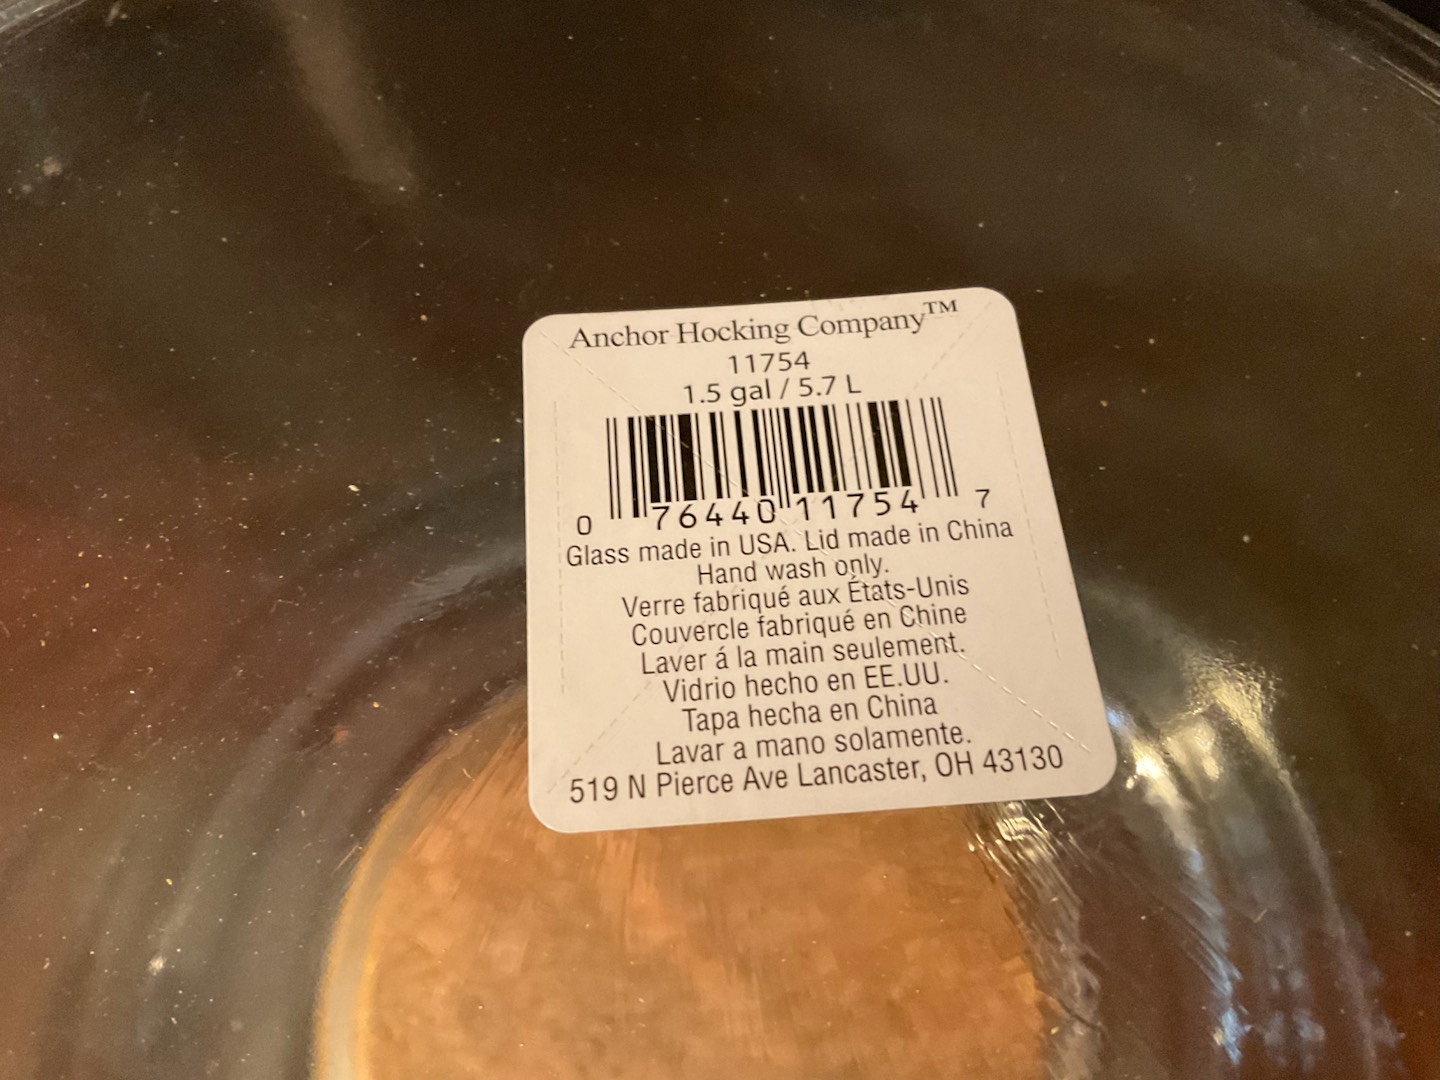 Anchor Hocking Company™
11754
1.5 gal / 5.7 L
0 76440 11754 7
Glass made in USA. Lid made in China
Hand wash only.
Verre fabriqué aux États-Unis
Couvercle fabriqué en Chine
Laver á la main seulement.
Vidrio hecho en EE.UU.
Tapa hecha en China
Lavar a mano solamente.
519 N Pierce Ave Lancaster, OH 43130